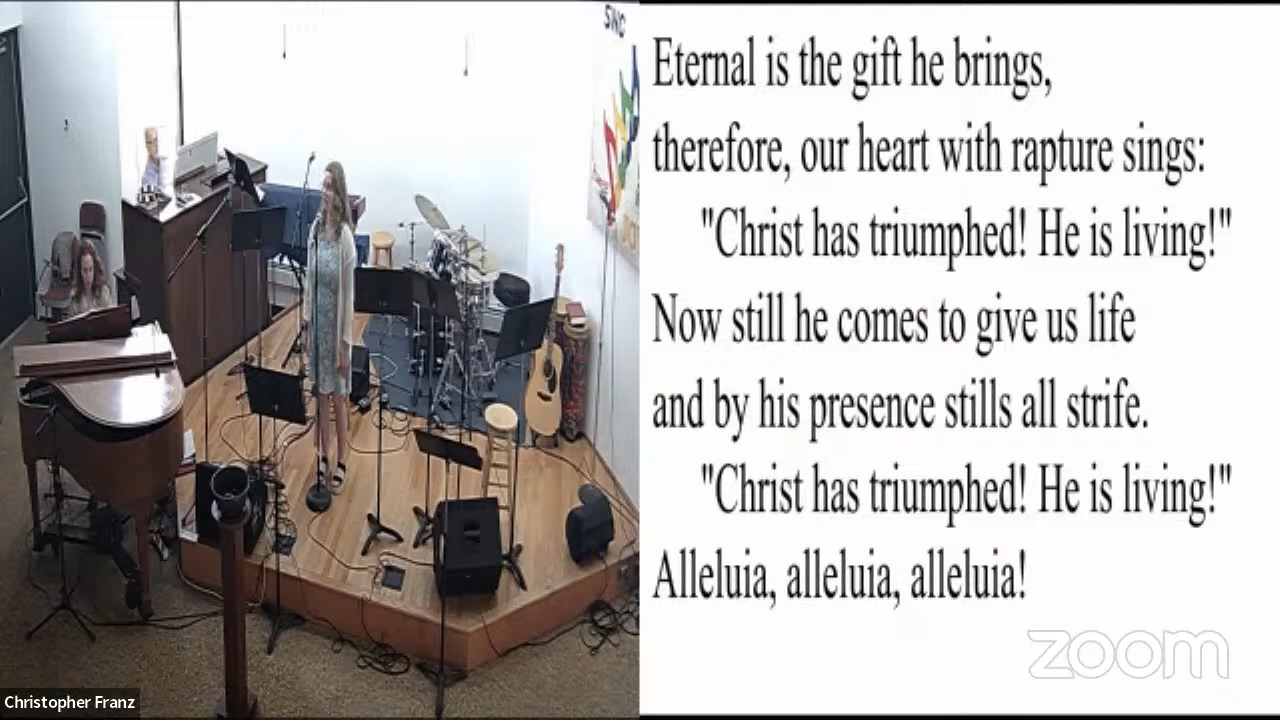 SING
Christopher Franz
Eternal is the gift he brings,
therefore, our heart with rapture sings:
"Christ has triumphed! He is living!"
Now still he comes to give us life
and by his presence stills all strife.
"Christ has triumphed! He is living!"
Alleluia, alleluia, alleluia!
zoom